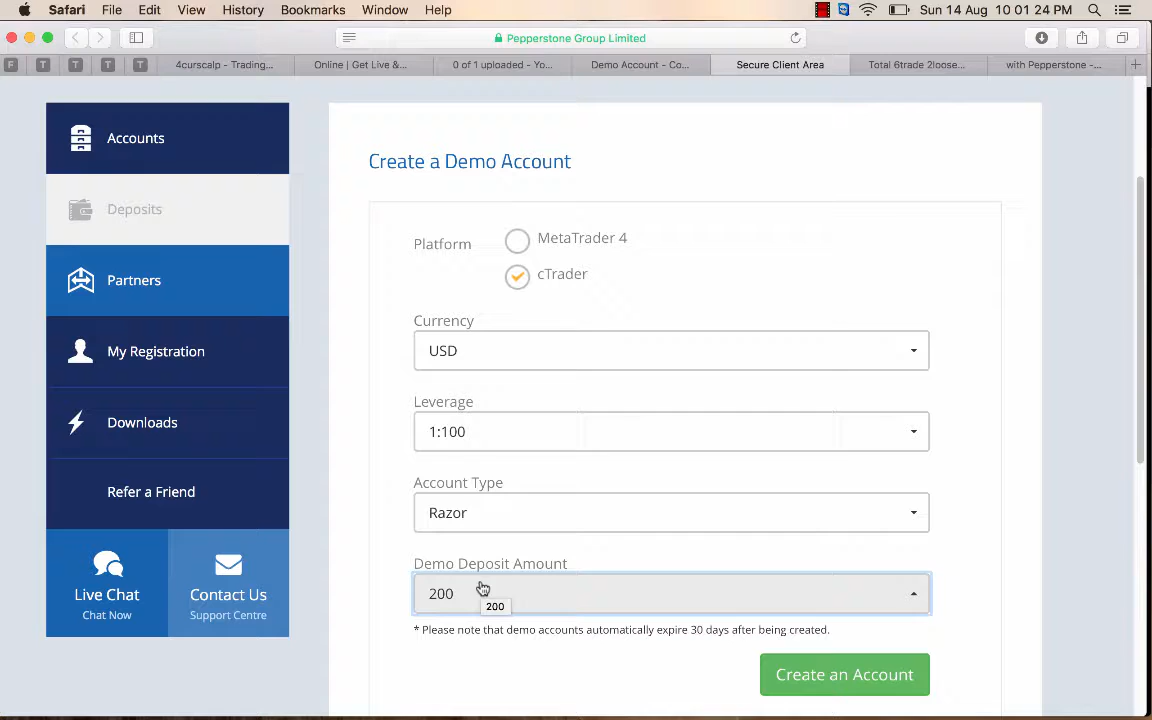 Safari File Edit View History Bookmarks Window Help Sun 14 Aug 10 01 24 PM
Pepperstone Group Limited
F T T T T 4curscalp - Trading... Online | Get Live &... 0 of 1 uploaded - Yo... Demo Account - Co... Secure Client Area Total 6trade 2loose... with Pepperstone -...
Accounts
Deposits
Partners
My Registration
Downloads
Refer a Friend
Live Chat
Chat Now
Contact Us
Support Centre
Create a Demo Account
Platform
MetaTrader 4
cTrader
Currency
USD
Leverage
1:100
Account Type
Razor
Demo Deposit Amount
200
200
* Please note that demo accounts automatically expire 30 days after being created.
Create an Account